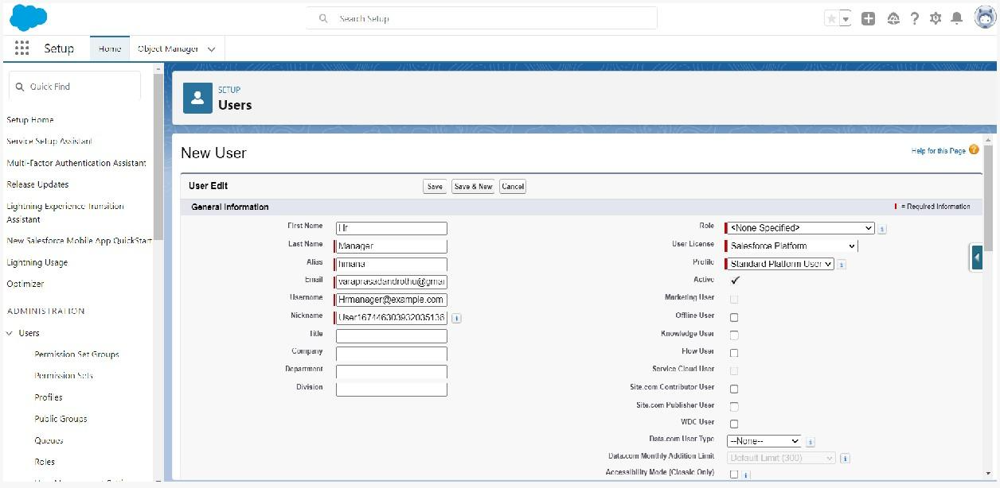 Search Setup
Setup
Home
Object Manager
Quick Find
Setup Home
Service Setup Assistant
Multi-Factor Authentication Assistant
Release Updates
Lightning Experience Transition
Assistant
New Salesforce Mobile App QuickStart
Lightning Usage
Optimizer
ADMINISTRATION
Users
Permission Set Groups
Permission Sets
Profiles
Public Groups
Queues
Roles
SETUP
Users
New User
Help for this Page
User Edit
Save
Save & New
Cancel
General Information
= Required Information
First Name
Hr
Last Name
Manager
Alias
hmana
Email
varaprasadandrothu@gmai
Username
Hrmanager@example.com
Nickname
User167446303932035136
Title
Company
Department
Division
Role
<None Specified>
User License
Salesforce Platform
Profile
Standard Platform User
Active
Marketing User
Offline User
Knowledge User
Flow User
Service Cloud User
Site.com Contributor User
Site.com Publisher User
WDC User
Data.com User Type
--None--
Data.com Monthly Addition Limit
Default Limit (300)
Accessibility Mode (Classic Only)